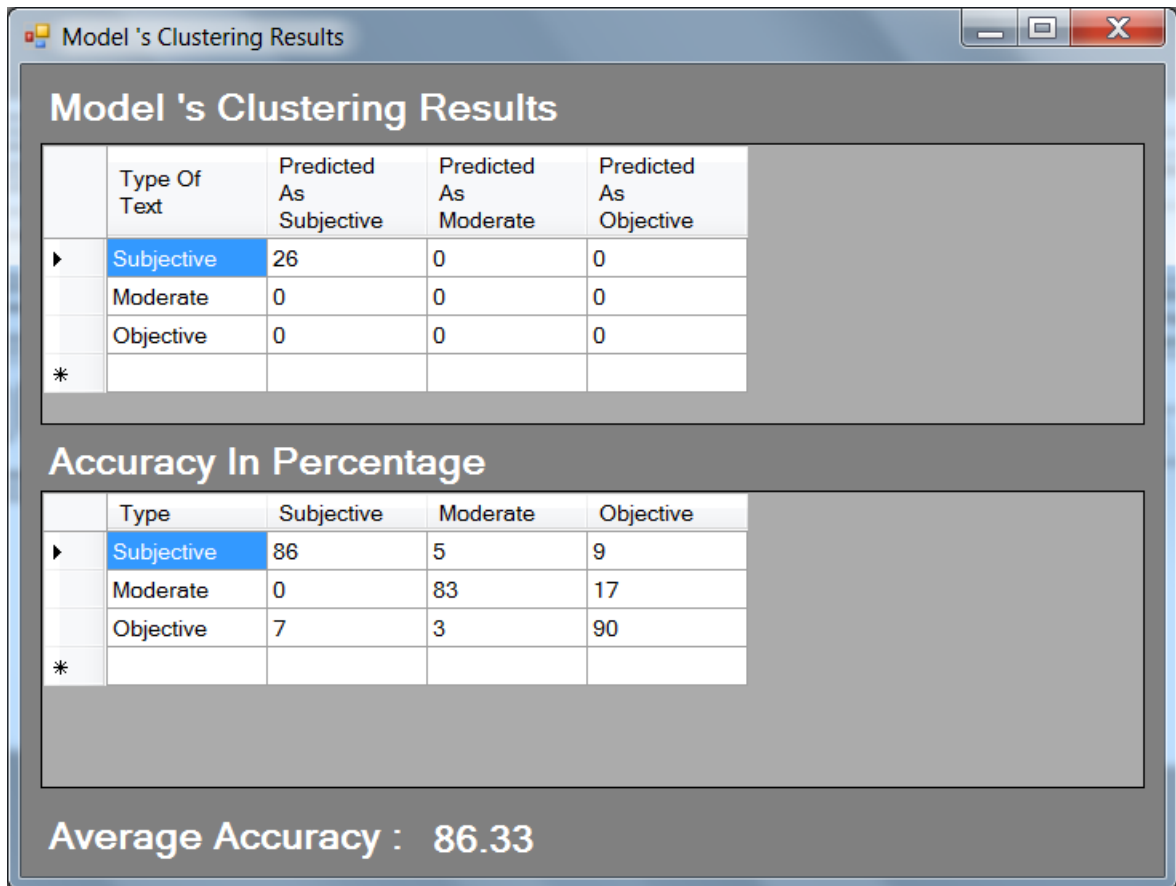 Model 's Clustering Results
Model 's Clustering Results
Type Of Text Predicted As Subjective Predicted As Moderate Predicted As Objective
Subjective 26 0 0
Moderate 0 0 0
Objective 0 0 0
Accuracy In Percentage
Type Subjective Moderate Objective
Subjective 86 5 9
Moderate 0 83 17
Objective 7 3 90
Average Accuracy : 86.33